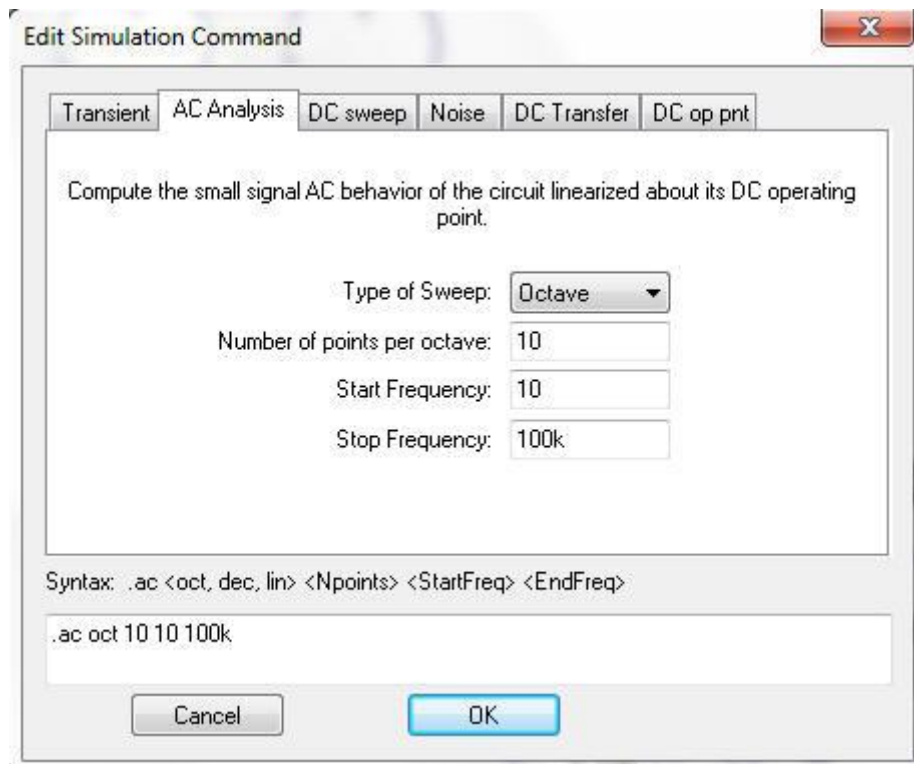 Edit Simulation Command
X
Transient AC Analysis DC sweep Noise DC Transfer DC op pnt
Compute the small signal AC behavior of the circuit linearized about its DC operating
point.
Type of Sweep: Octave
Number of points per octave: 10
Start Frequency: 10
Stop Frequency: 100k
Syntax: .ac <oct, dec, lin> <Npoints> <StartFreq> <EndFreq>
.ac oct 10 10 100k
Cancel OK